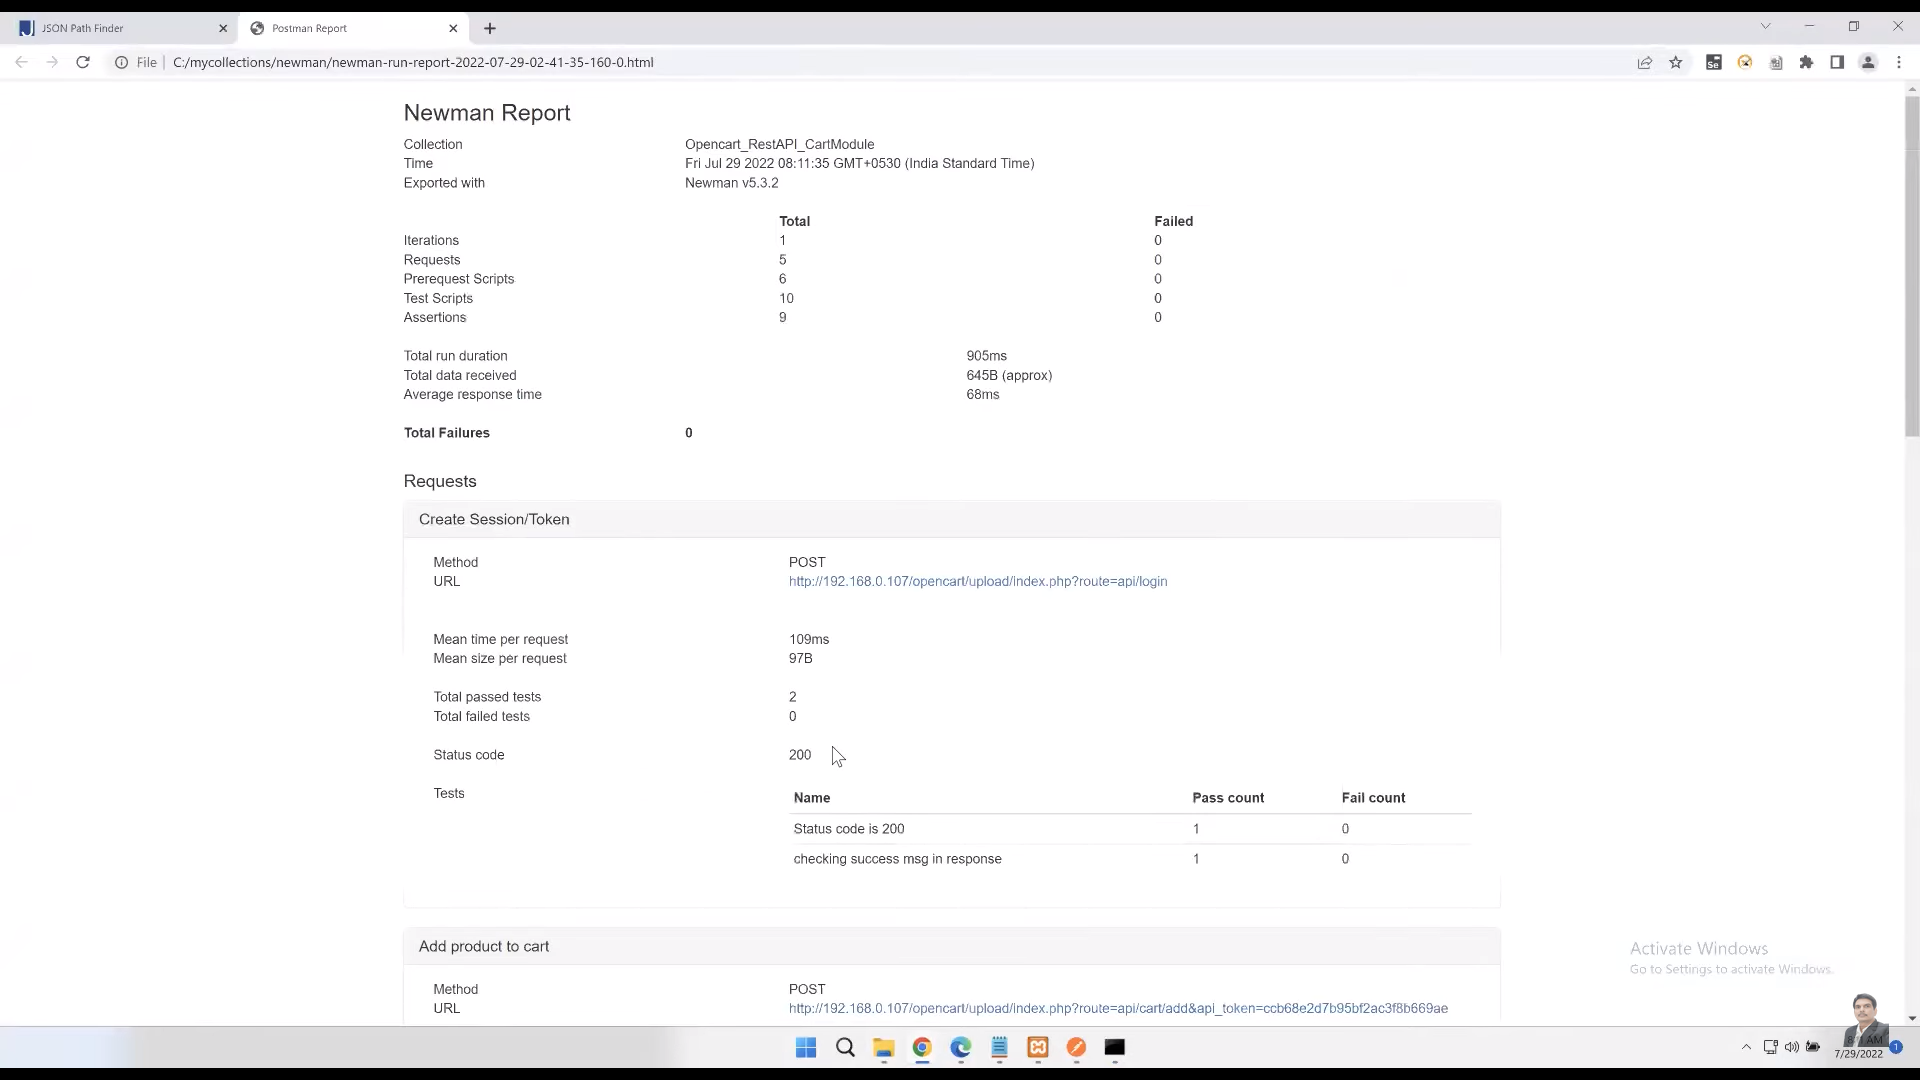 JSON Path Finder
Postman Report
File
C:/mycollections/newman/newman-run-report-2022-07-29-02-41-35-160-0.html
Newman Report
Collection Opencart_RestAPI_CartModule
Time Fri Jul 29 2022 08:11:35 GMT+0530 (India Standard Time)
Exported with Newman v5.3.2
Total Failed
Iterations 1 0
Requests 5 0
Prerequest Scripts 6 0
Test Scripts 10 0
Assertions 9 0
Total run duration 905ms
Total data received 645B (approx)
Average response time 68ms
Total Failures 0
Requests
Create Session/Token
Method POST
URL http://192.168.0.107/opencart/upload/index.php?route=api/login
Mean time per request 109ms
Mean size per request 97B
Total passed tests 2
Total failed tests 0
Status code 200
Tests Name Pass count Fail count
Status code is 200 1 0
checking success msg in response 1 0
Add product to cart
Method POST
URL http://192.168.0.107/opencart/upload/index.php?route=api/cart/add&api_token=ccb68e2d7b95bf2ac3f8b669ae
Activate Windows
Go to Settings to activate Windows.
7/29/2022
1